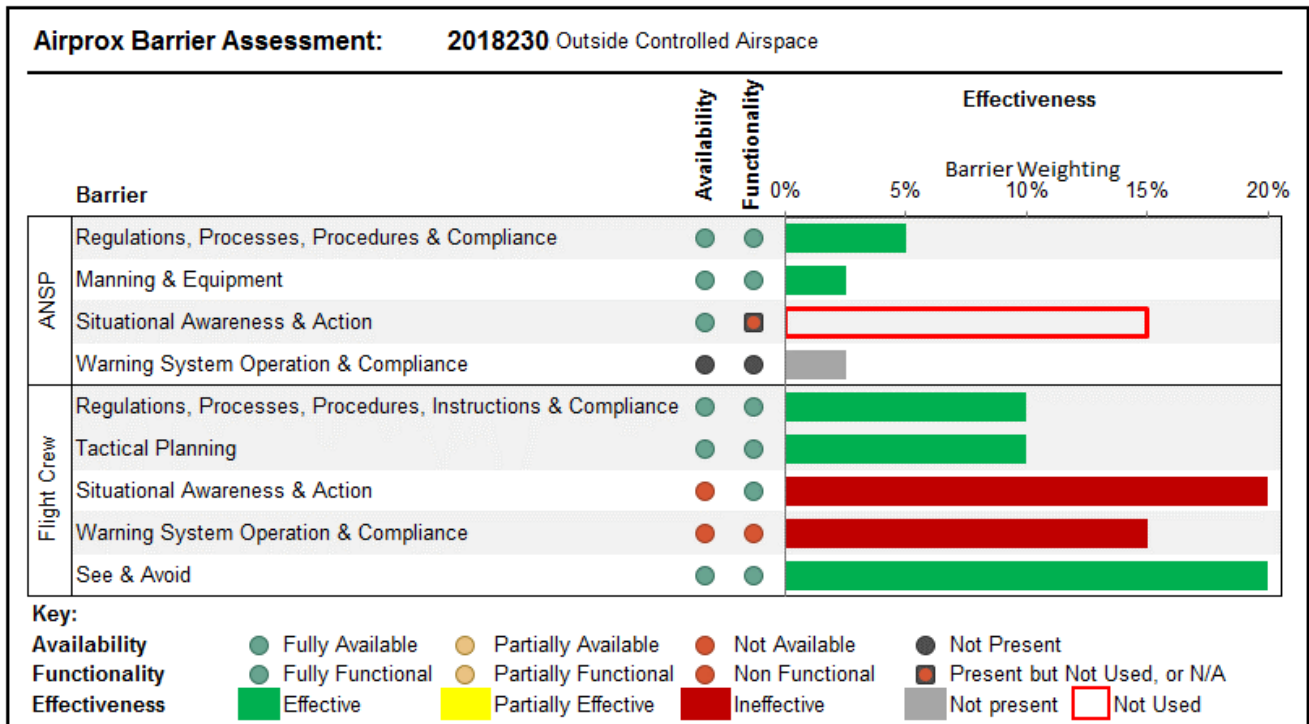 Airprox Barrier Assessment: 2018230 Outside Controlled Airspace
Availability
Functionality
Effectiveness
Barrier Weighting
Barrier
0% 5% 10% 15% 20%
ANSP
Regulations, Processes, Procedures & Compliance
Manning & Equipment
Situational Awareness & Action
Warning System Operation & Compliance
Flight Crew
Regulations, Processes, Procedures, Instructions & Compliance
Tactical Planning
Situational Awareness & Action
Warning System Operation & Compliance
See & Avoid
Key:
Availability Fully Available Partially Available Not Available Not Present
Functionality Fully Functional Partially Functional Non Functional Present but Not Used, or N/A
Effectiveness Effective Partially Effective Ineffective Not present Not Used